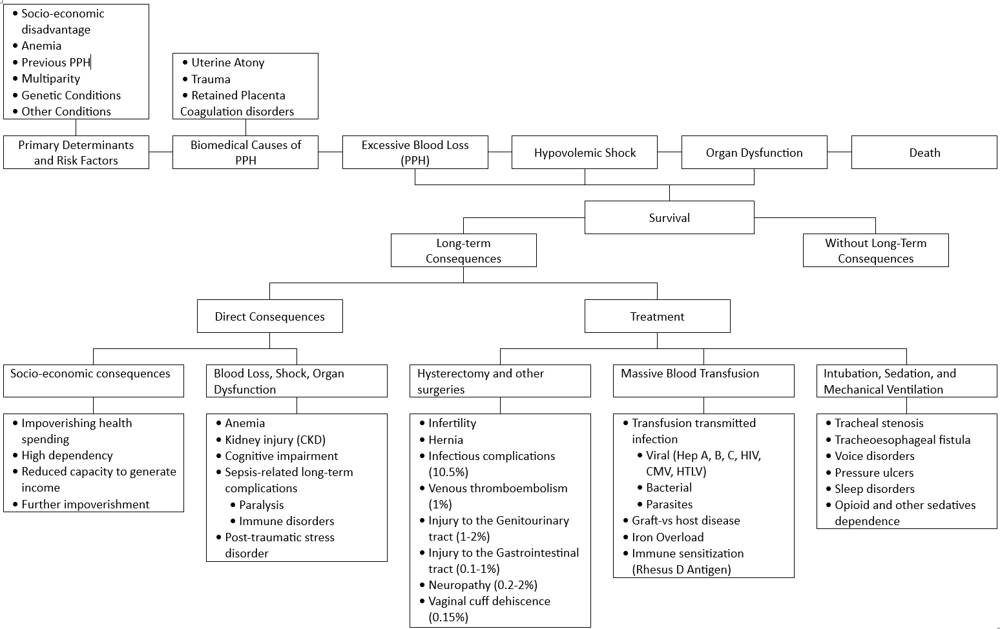 • Socio-economic
disadvantage
• Anemia
• Previous PPH
• Multiparity
• Genetic Conditions
• Other Conditions
• Uterine Atony
• Trauma
• Retained Placenta
Coagulation disorders
Primary Determinants
and Risk Factors
Biomedical Causes of
PPH
Excessive Blood Loss
(PPH)
Hypovolemic Shock
Organ Dysfunction
Death
Survival
Long-term
Consequences
Without Long-Term
Consequences
Direct Consequences
Treatment
Socio-economic consequences
• Impoverishing health
spending
• High dependency
• Reduced capacity to generate
income
• Further impoverishment
Blood Loss, Shock, Organ
Dysfunction
• Anemia
• Kidney injury (CKD)
• Cognitive impairment
• Sepsis-related long-term
complications
• Paralysis
• Immune disorders
• Post-traumatic stress
disorder
Hysterectomy and other
surgeries
• Infertility
• Hernia
• Infectious complications
(10.5%)
• Venous thromboembolism
(1%)
• Injury to the Genitourinary
tract (1-2%)
• Injury to the Gastrointestinal
tract (0.1-1%)
• Neuropathy (0.2-2%)
• Vaginal cuff dehiscence
(0.15%)
Massive Blood Transfusion
• Transfusion transmitted
infection
• Viral (Hep A, B, C, HIV,
CMV, HTLV)
• Bacterial
• Parasites
• Graft-vs host disease
• Iron Overload
• Immune sensitization
(Rhesus D Antigen)
Intubation, Sedation, and
Mechanical Ventilation
• Tracheal stenosis
• Tracheoesophageal fistula
• Voice disorders
• Pressure ulcers
• Sleep disorders
• Opioid and other sedatives
dependence